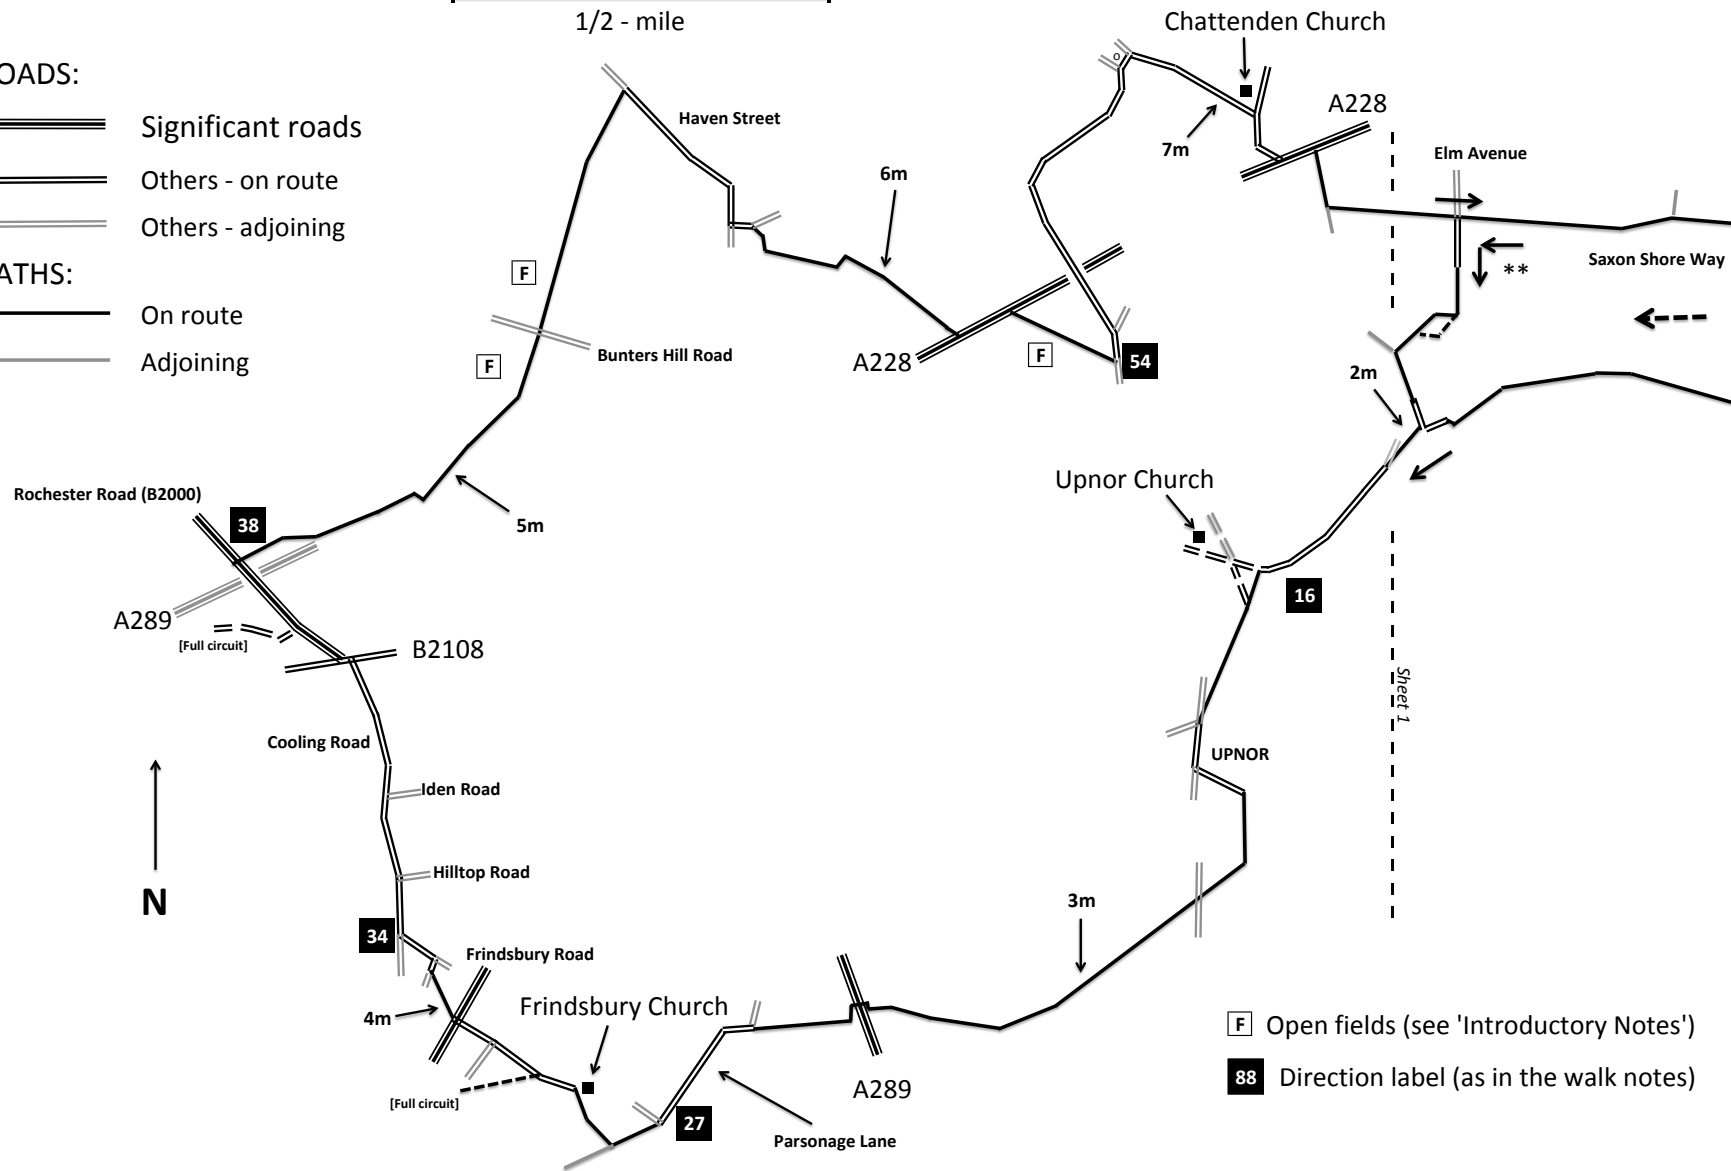 1/2 - mile
Chattenden Church
OADS:
Significant roads
Others - on route
Others - adjoining
ATHS:
On route
Adjoining
Haven Street
o
7m
A228
Elm Avenue
6m
Saxon Shore Way
**
F
Bunters Hill Road
F
A228
F
54
2m
Rochester Road (B2000)
38
5m
Upnor Church
16
A289
[Full circuit]
B2108
Sheet 1
Cooling Road
UPNOR
Iden Road
N
Hilltop Road
3m
34
Frindsbury Road
4m
Frindsbury Church
F Open fields (see 'Introductory Notes')
88 Direction label (as in the walk notes)
A289
[Full circuit]
27
Parsonage Lane